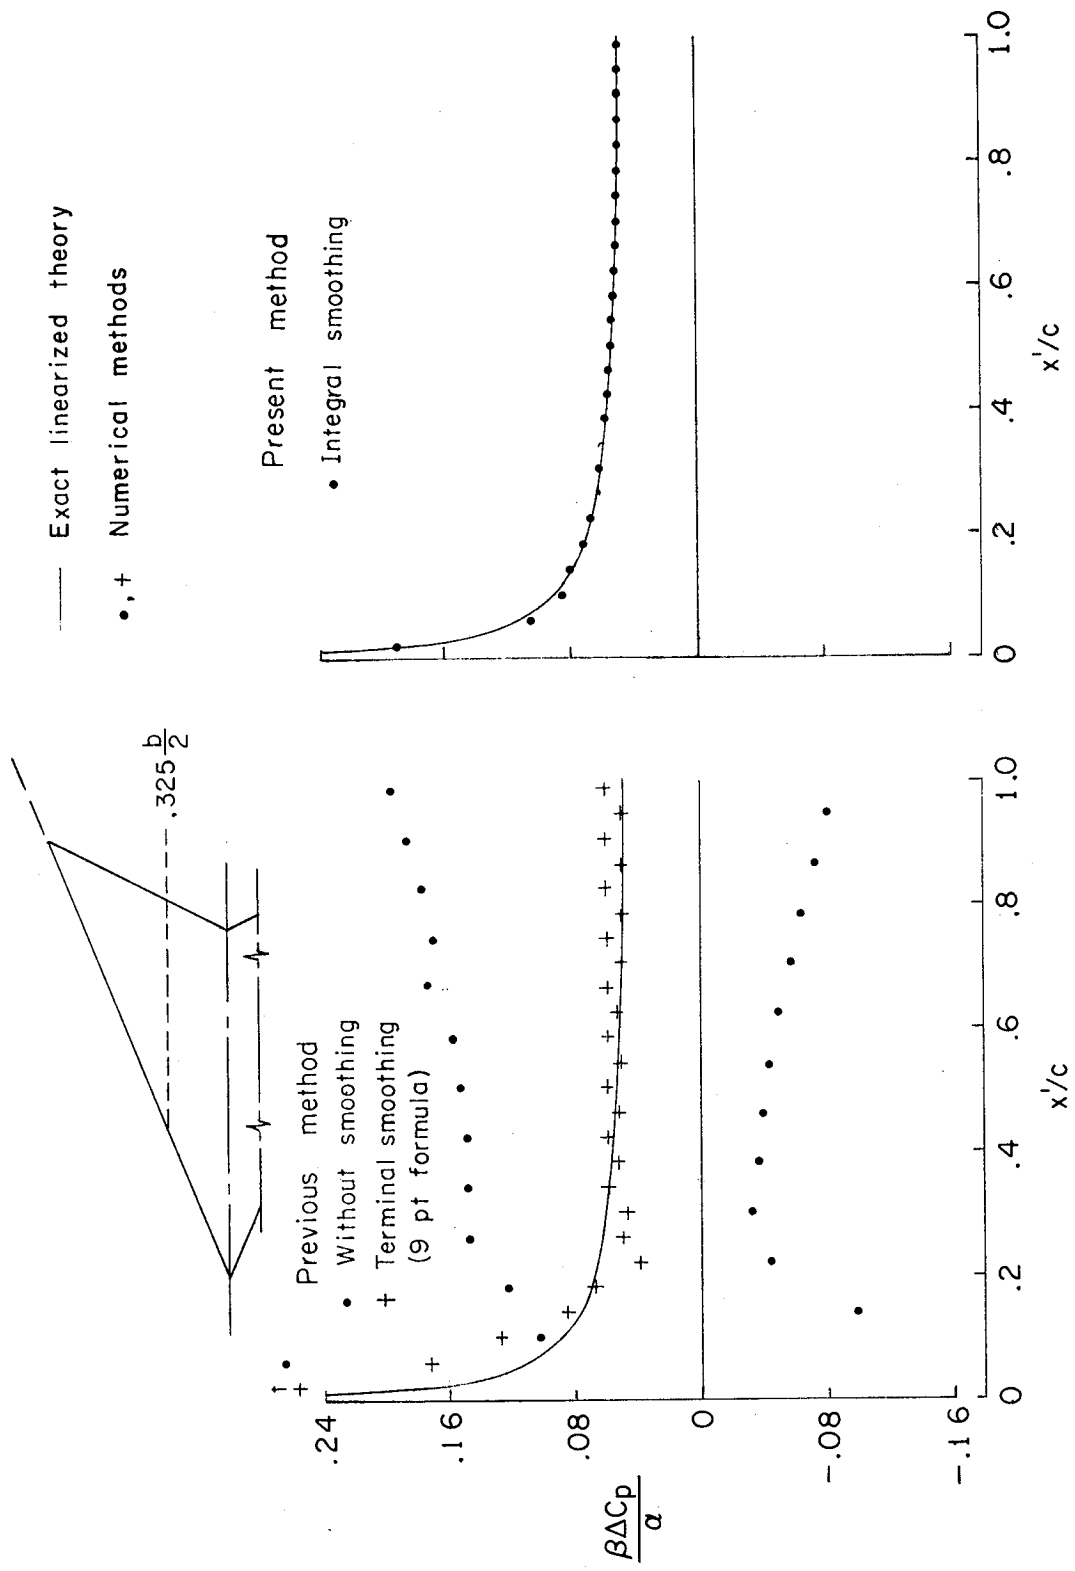 —— Exact linearized theory
•, + Numerical methods
.325 b/2
Previous method
• Without smoothing
+ Terminal smoothing
(9 pt formula)
Present method
• Integral smoothing
.24
.16
.08
0
-.08
-.16
βΔCp/α
0 .2 .4 .6 .8 1.0
x'/c
0 .2 .4 .6 .8 1.0
x'/c